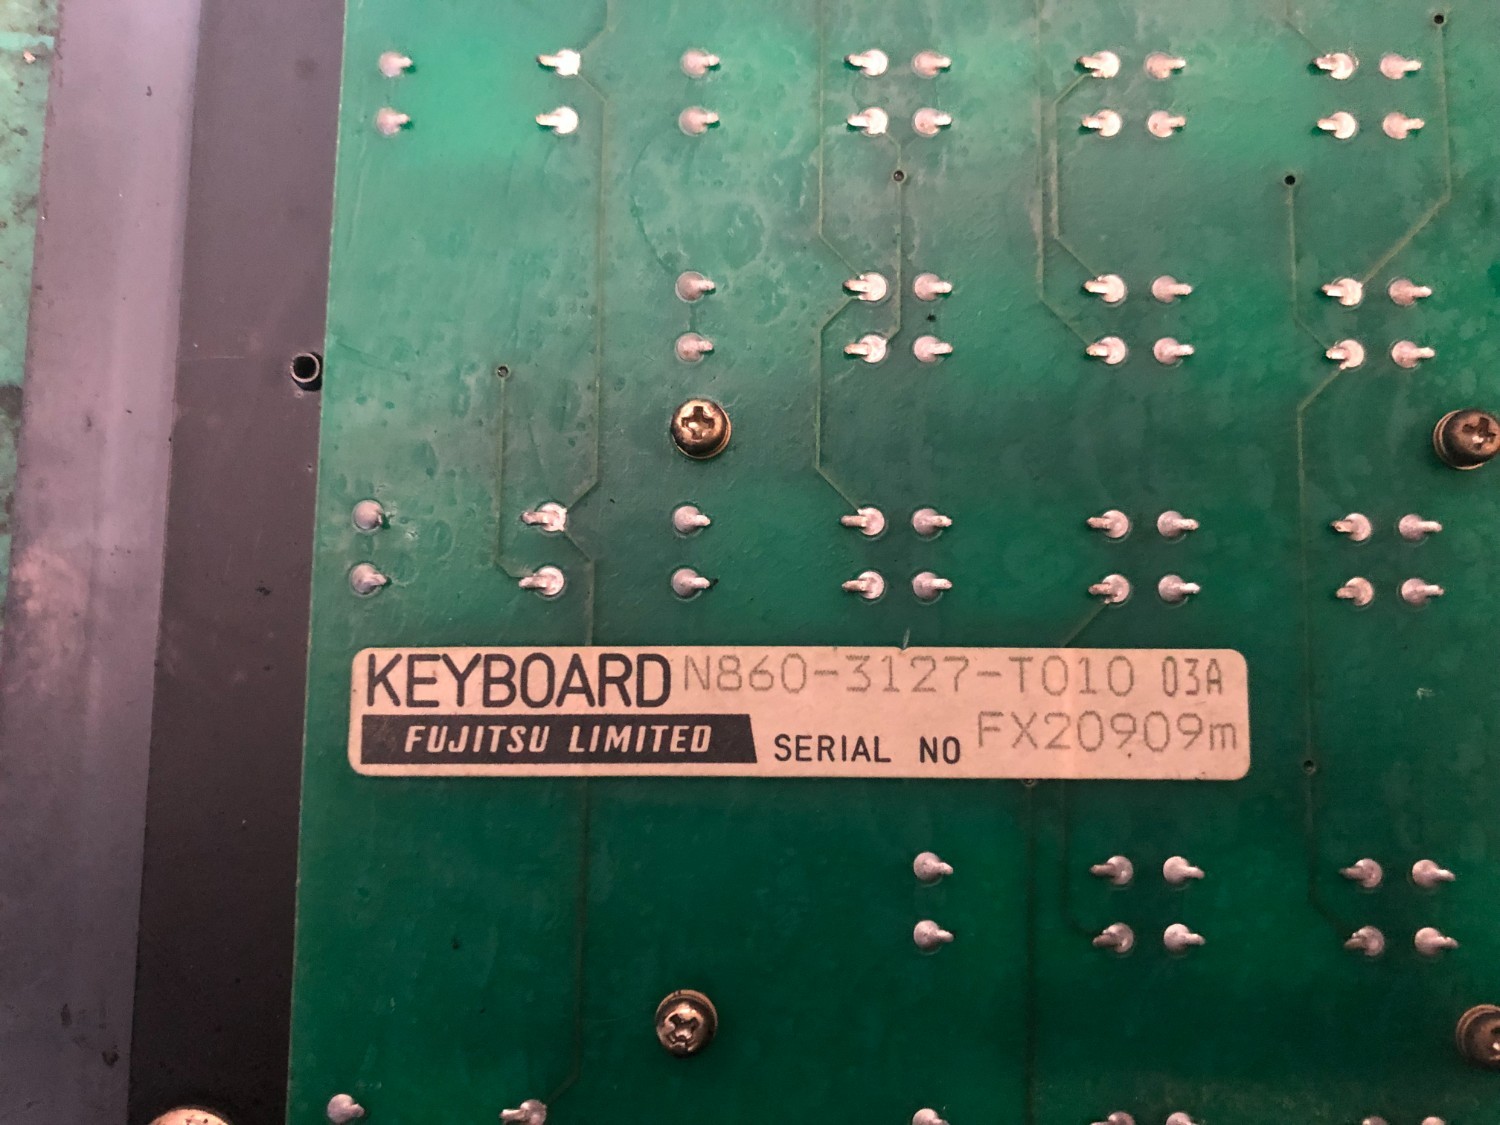 KEYBOARD N860-3127-T010 03A
FUJITSU LIMITED SERIAL NO FX20909m